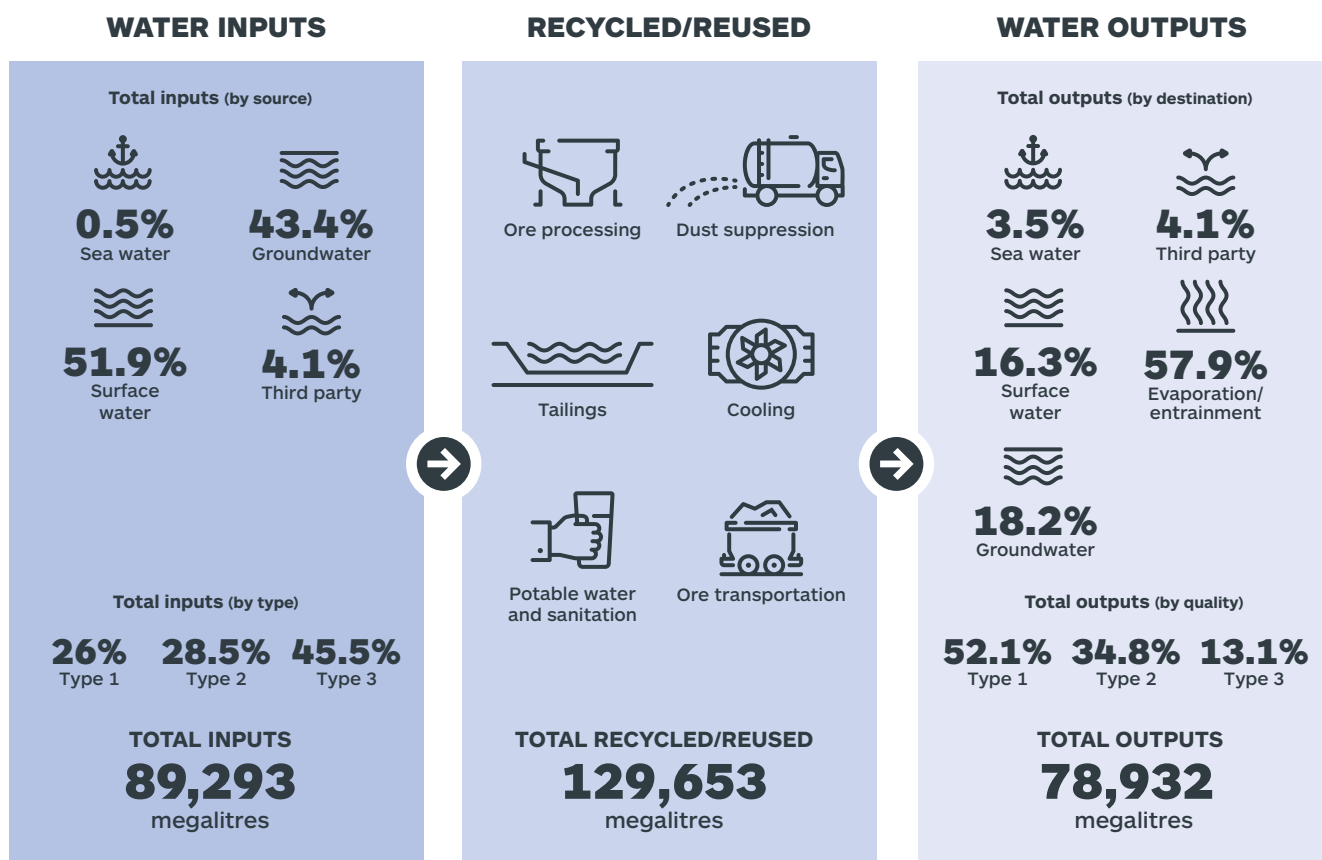 WATER INPUTS
Total inputs (by source)
0.5%
Sea water
43.4%
Groundwater
51.9%
Surface
water
4.1%
Third party
Total inputs (by type)
26%
Type 1
28.5%
Type 2
45.5%
Type 3
TOTAL INPUTS
89,293
megalitres
RECYCLED/REUSED
Ore processing
Dust suppression
Tailings
Cooling
Potable water
and sanitation
Ore transportation
TOTAL RECYCLED/REUSED
129,653
megalitres
WATER OUTPUTS
Total outputs (by destination)
3.5%
Sea water
4.1%
Third party
16.3%
Surface
water
57.9%
Evaporation/
entrainment
18.2%
Groundwater
Total outputs (by quality)
52.1%
Type 1
34.8%
Type 2
13.1%
Type 3
TOTAL OUTPUTS
78,932
megalitres